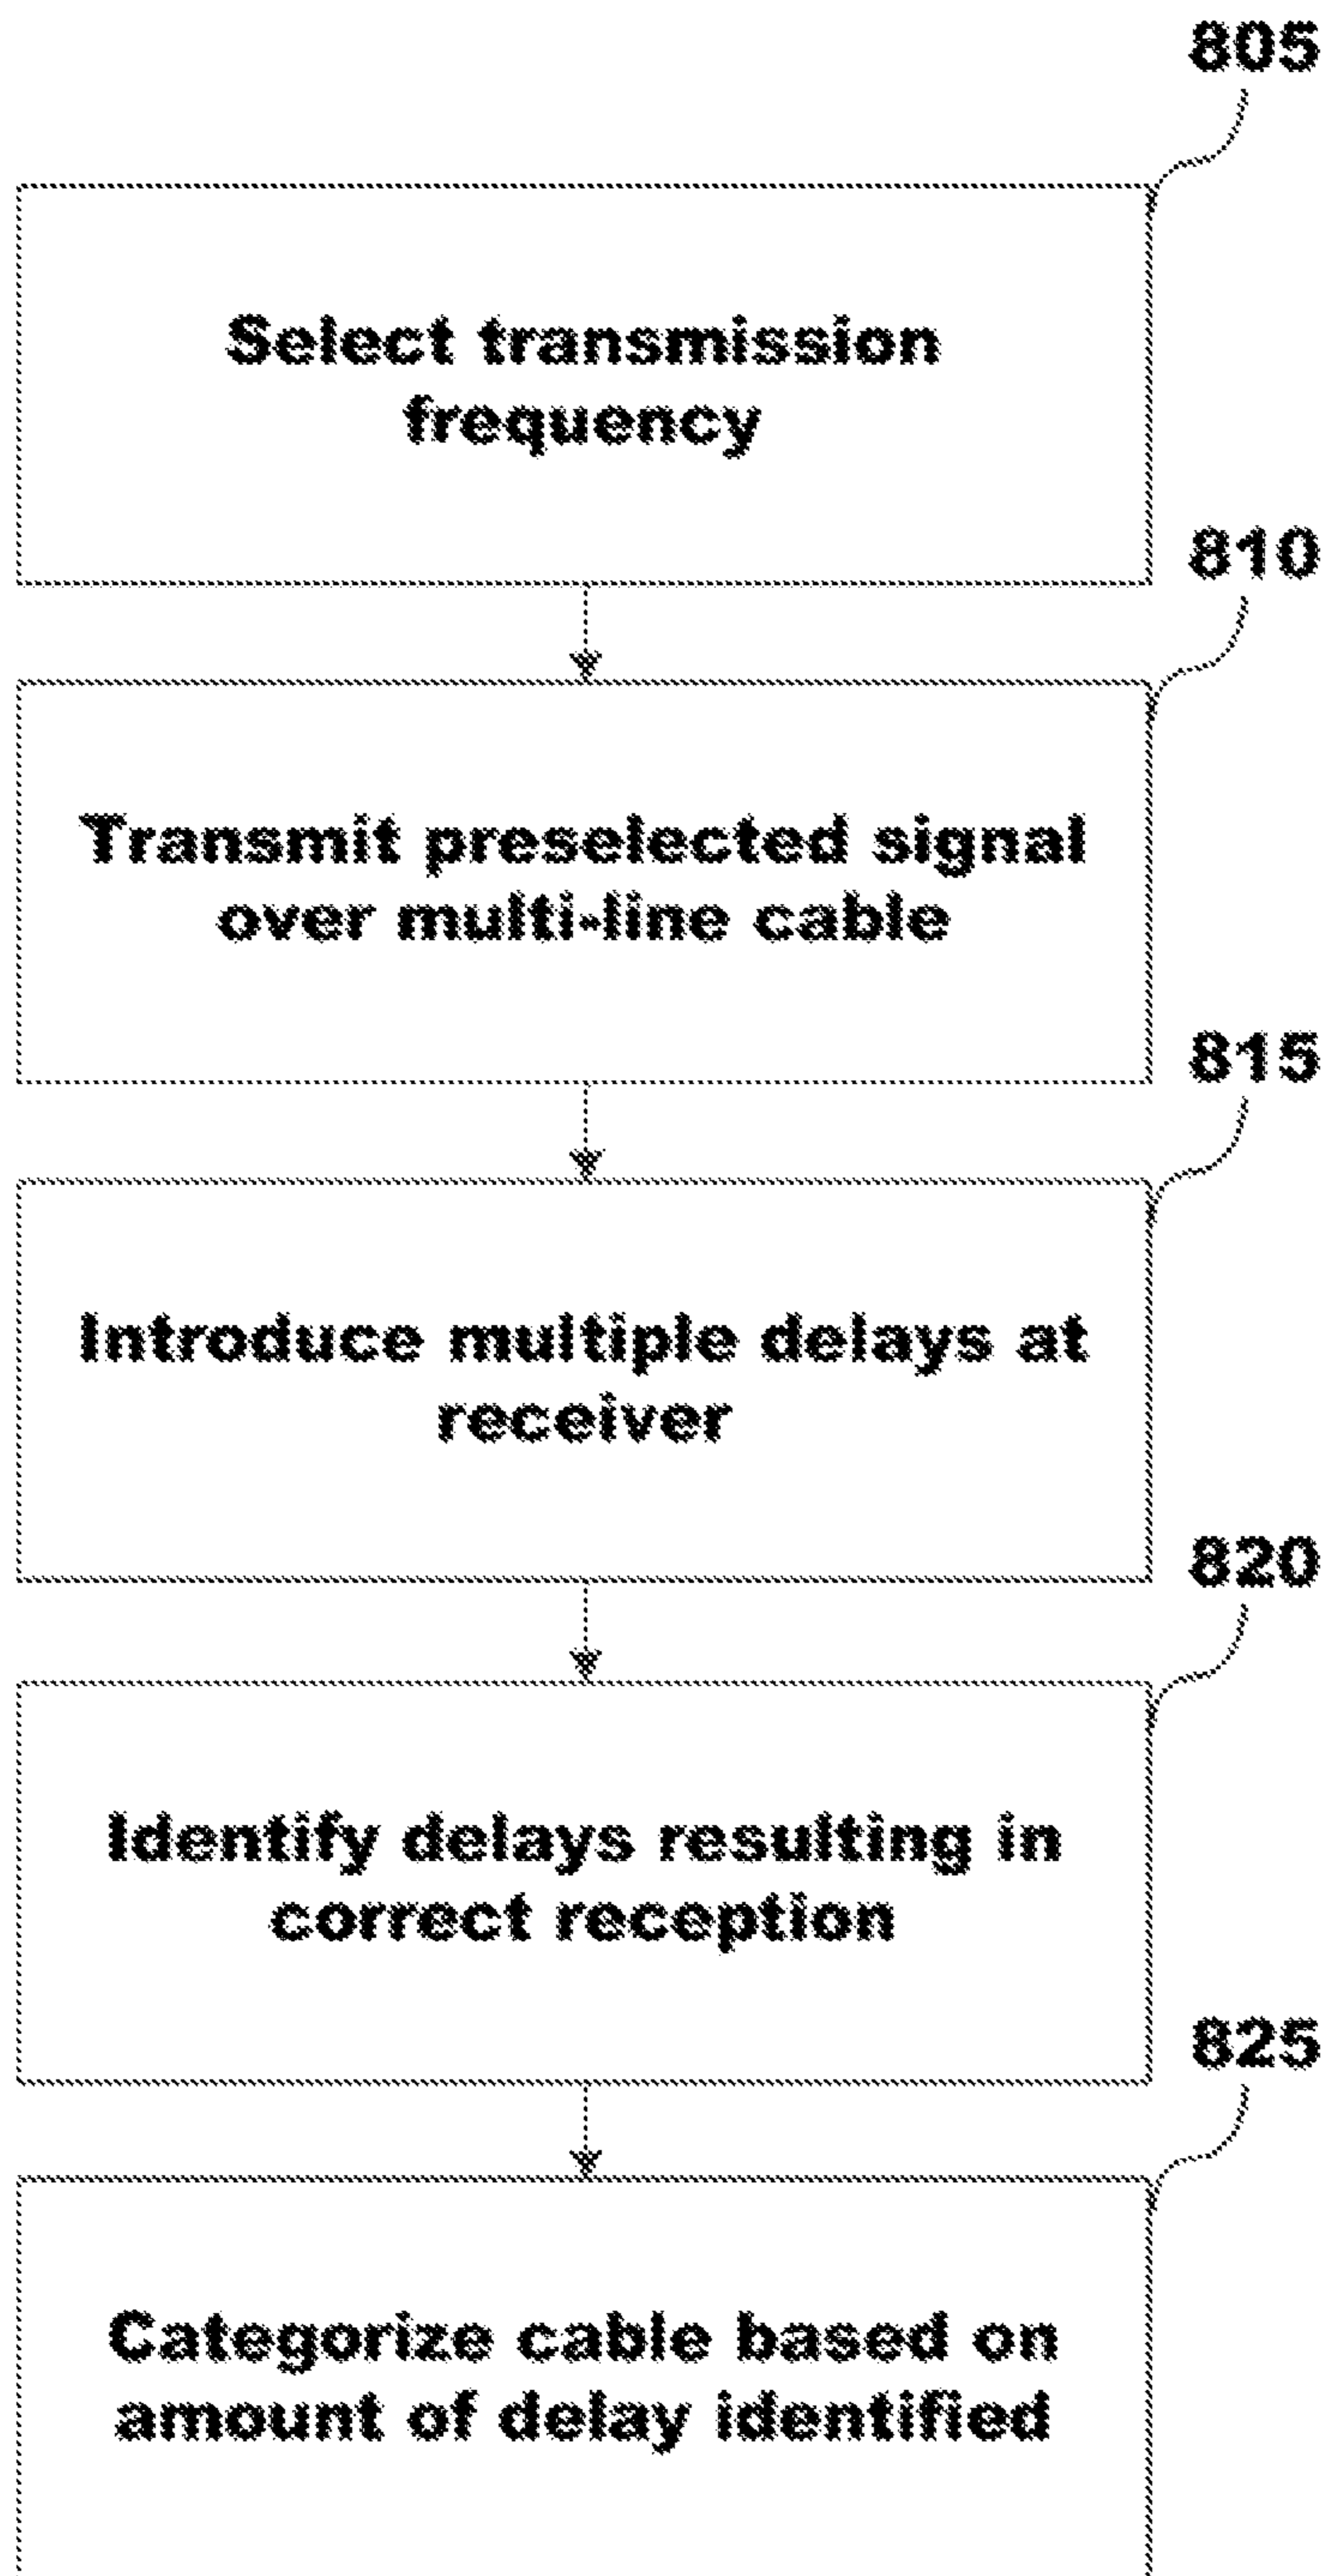 805
Select transmission
frequency
810
Transmit preselected signal
over multi-line cable
815
Introduce multiple delays at
receiver
820
Identify delays resulting in
correct reception
825
Categorize cable based on
amount of delay identified